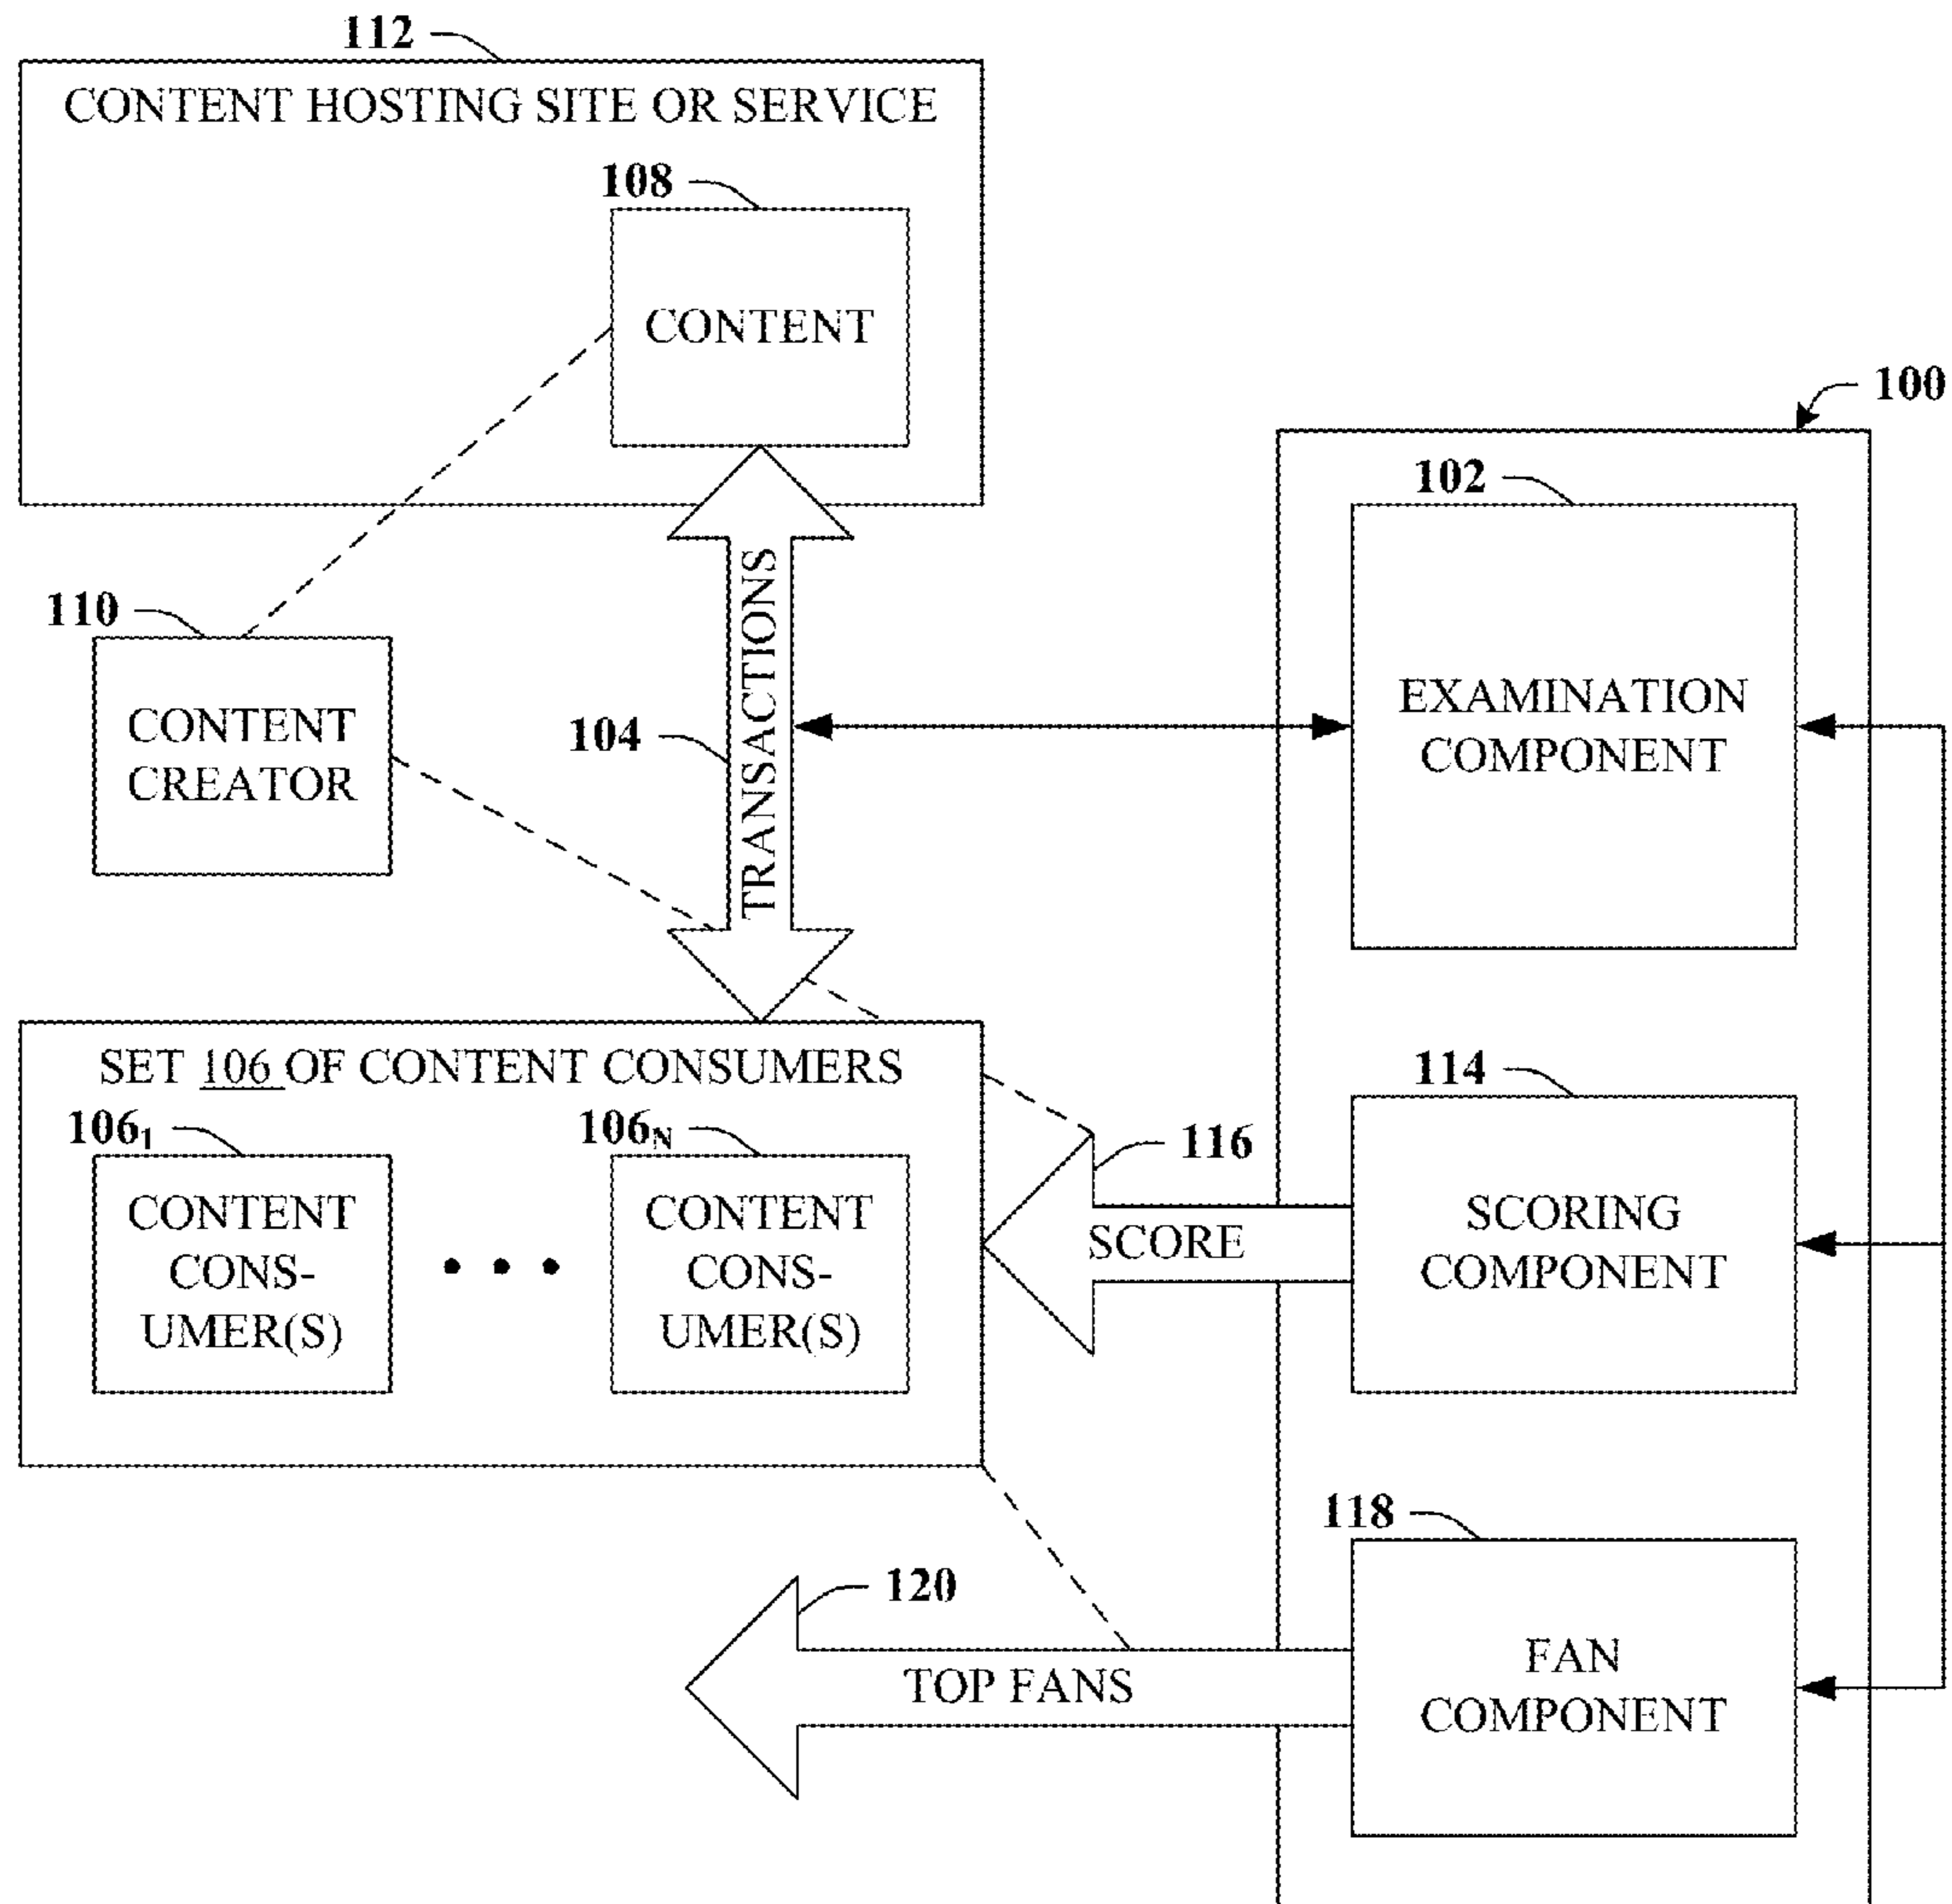 112
CONTENT HOSTING SITE OR SERVICE
108
CONTENT
100
102
EXAMINATION
COMPONENT
110
CONTENT
CREATOR
104
TRANSACTIONS
SET 106 OF CONTENT CONSUMERS
106₁
CONTENT
CONS-
UMER(S)
106ₙ
CONTENT
CONS-
UMER(S)
114
SCORING
COMPONENT
116
SCORE
118
FAN
COMPONENT
120
TOP FANS